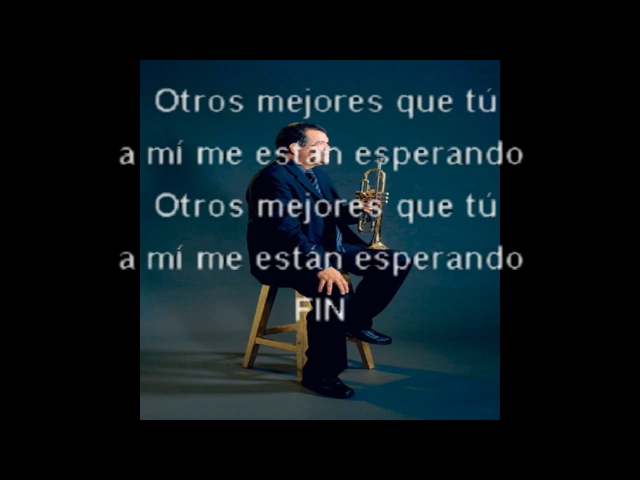 Otros mejores que tú
a mí me están esperando
Otros mejores que tú
a mí me están esperando
FIN